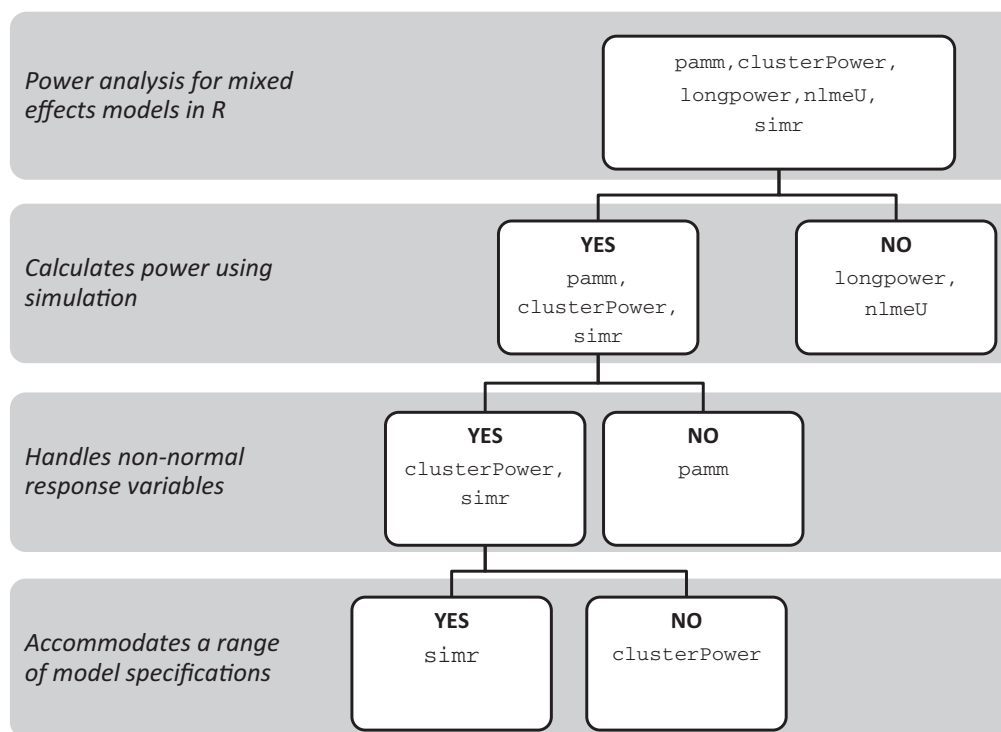 Power analysis for mixed
effects models in R
pamm,clusterPower,
longpower,nlmeU,
simr
Calculates power using
simulation
YES
pamm,
clusterPower,
simr
NO
longpower,
nlmeU
Handles non-normal
response variables
YES
clusterPower,
simr
NO
pamm
Accommodates a range
of model specifications
YES
simr
NO
clusterPower